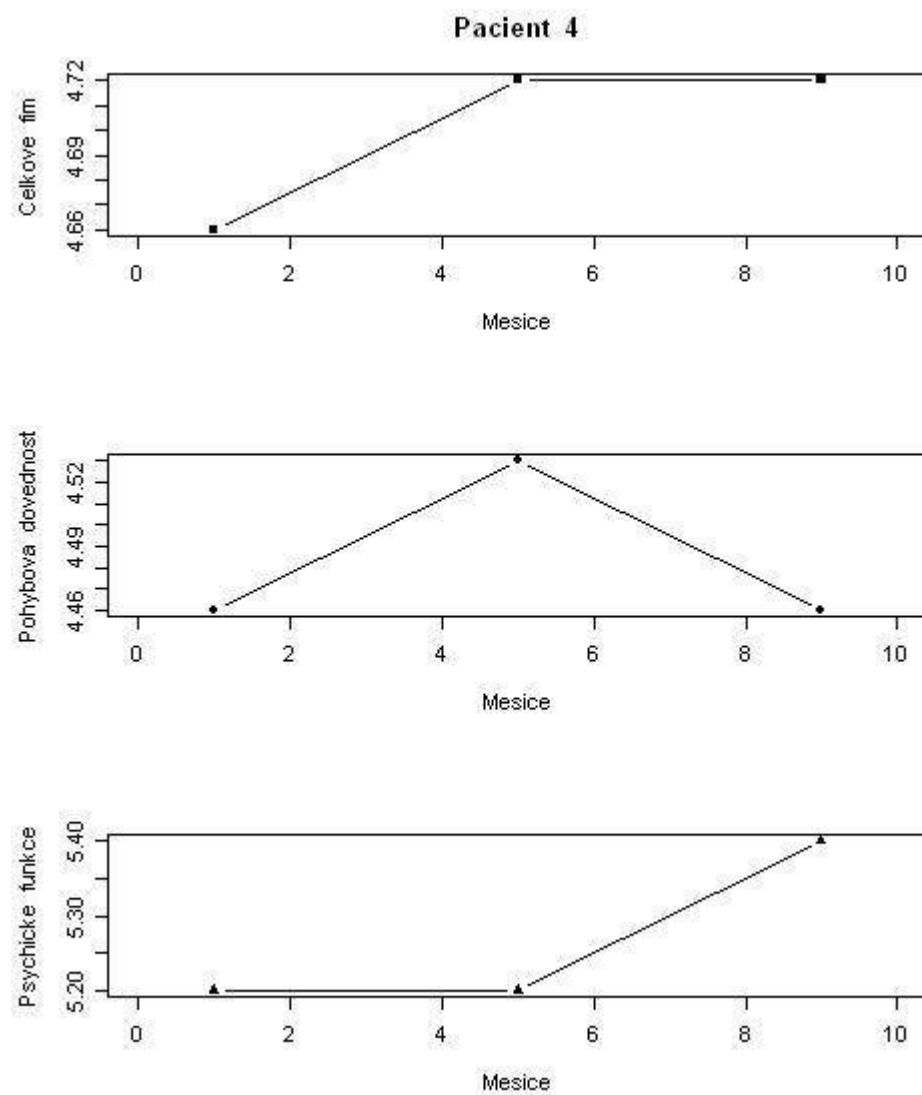 Pacient 4
Celkove fim
4.72
4.69
4.66
0 2 4 6 8 10
Mesice
Pohybova dovednost
4.52
4.49
4.46
0 2 4 6 8 10
Mesice
Psychicke funkce
5.40
5.30
5.20
0 2 4 6 8 10
Mesice